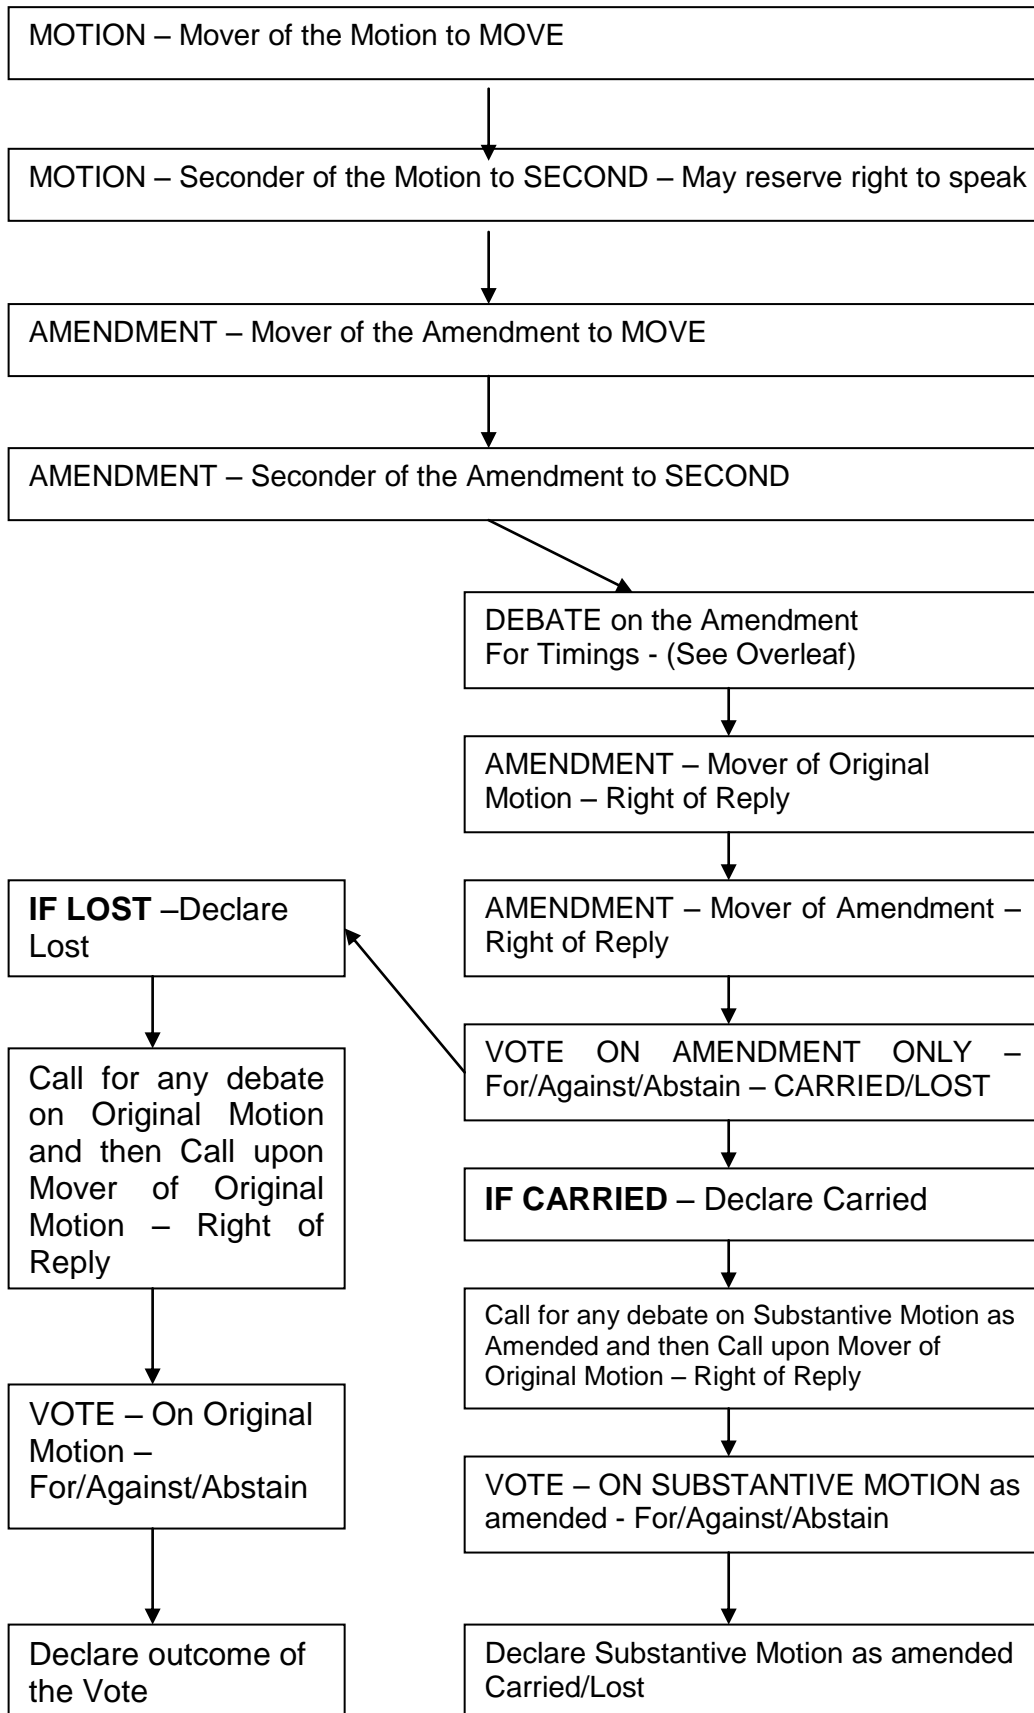 MOTION – Mover of the Motion to MOVE
MOTION – Seconder of the Motion to SECOND – May reserve right to speak
AMENDMENT – Mover of the Amendment to MOVE
AMENDMENT – Seconder of the Amendment to SECOND
DEBATE on the Amendment
For Timings - (See Overleaf)
AMENDMENT – Mover of Original
Motion – Right of Reply
AMENDMENT – Mover of Amendment –
Right of Reply
VOTE ON AMENDMENT ONLY –
For/Against/Abstain – CARRIED/LOST
IF LOST –Declare
Lost
Call for any debate
on Original Motion
and then Call upon
Mover of Original
Motion – Right of
Reply
VOTE – On Original
Motion –
For/Against/Abstain
Declare outcome of
the Vote
IF CARRIED – Declare Carried
Call for any debate on Substantive Motion as
Amended and then Call upon Mover of
Original Motion – Right of Reply
VOTE – ON SUBSTANTIVE MOTION as
amended - For/Against/Abstain
Declare Substantive Motion as amended
Carried/Lost